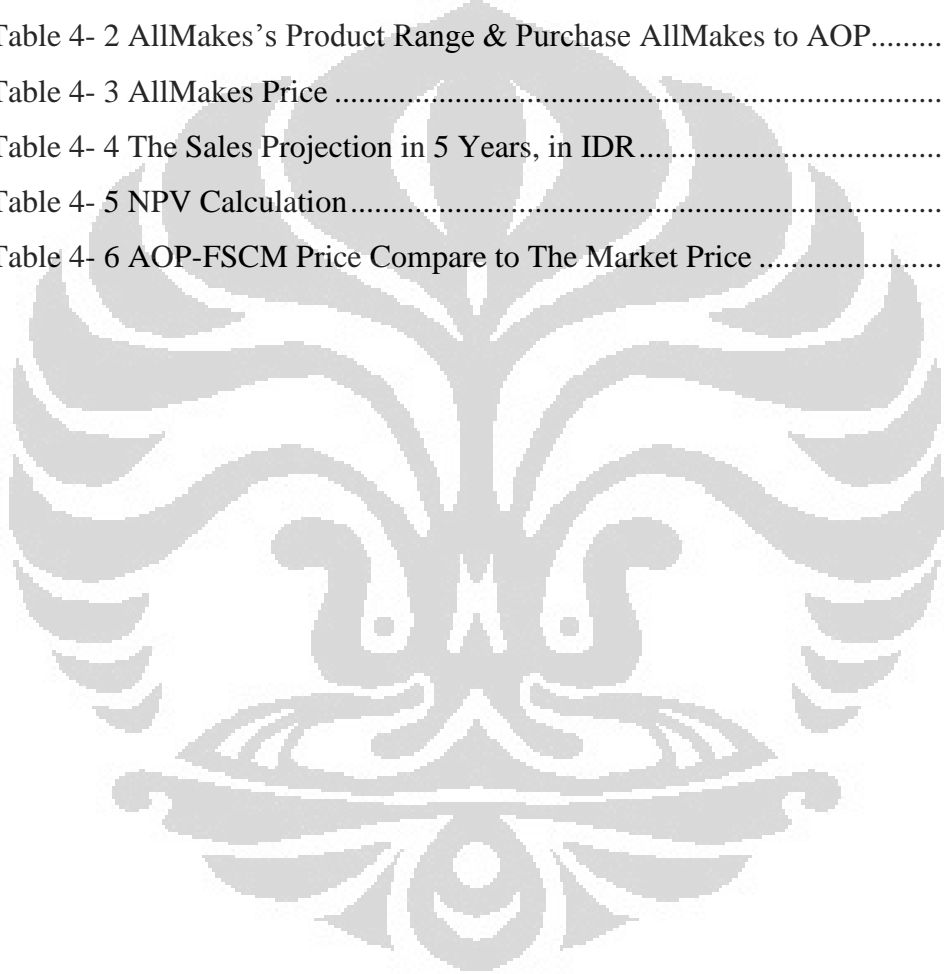 Table 4- 2 AllMakes’s Product Range & Purchase AllMakes to AOP.........
Table 4- 3 AllMakes Price ..............................................................................
Table 4- 4 The Sales Projection in 5 Years, in IDR.......................................
Table 4- 5 NPV Calculation............................................................................
Table 4- 6 AOP-FSCM Price Compare to The Market Price .......................